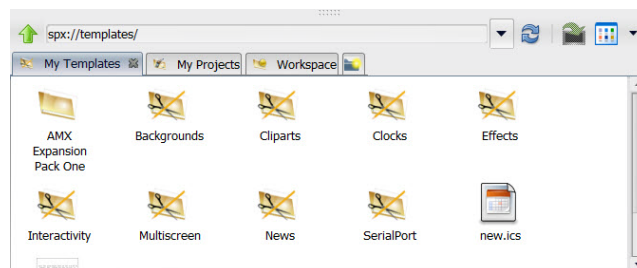 spx://templates/
My Templates
My Projects
Workspace
AMX
Expansion
Pack One
Backgrounds
Cliparts
Clocks
Effects
Interactivity
Multiscreen
News
SerialPort
new.ics